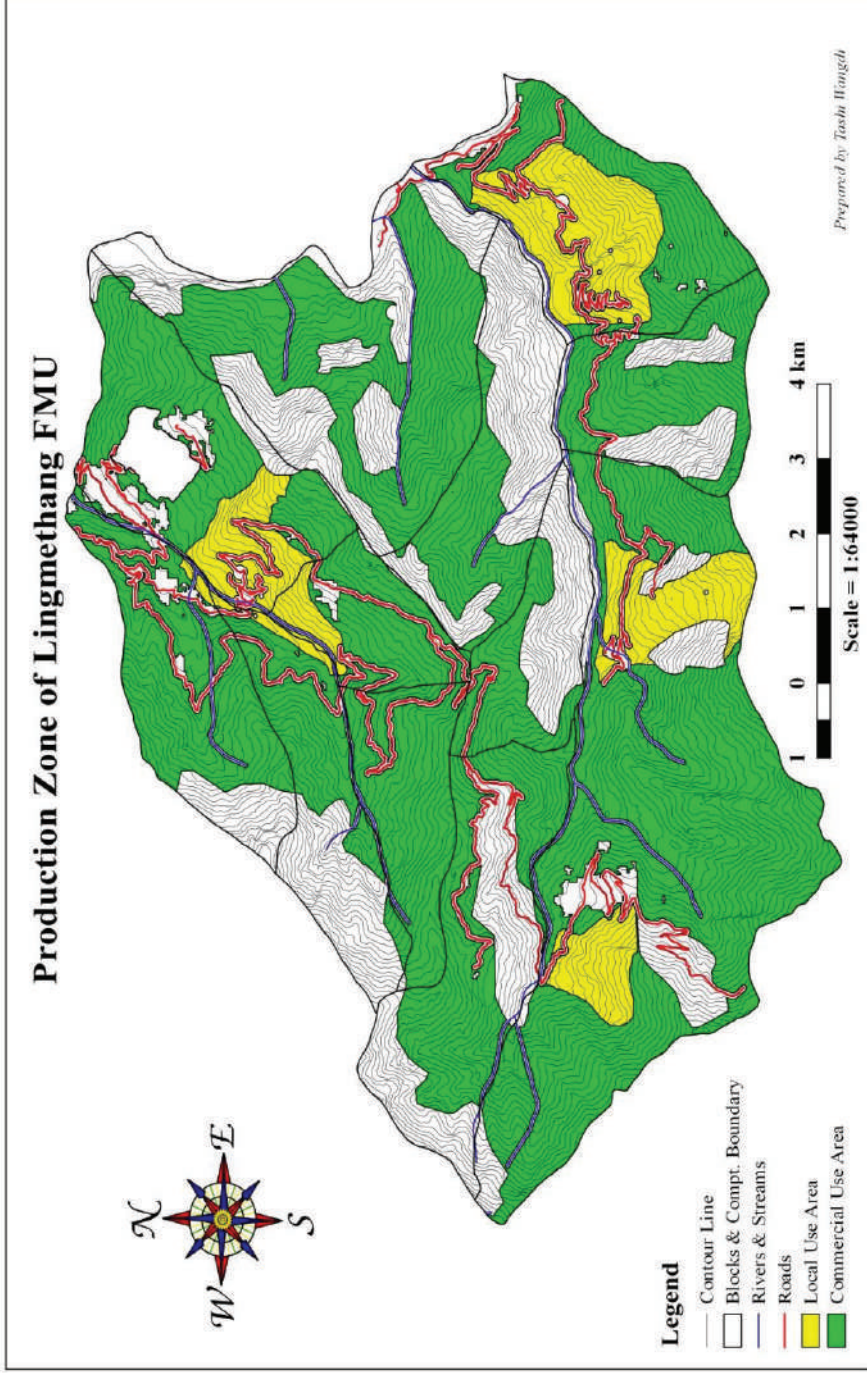 Production Zone of Lingmethang FMU
N
W
E
S
Legend
Contour Line
Blocks & Compt. Boundary
Rivers & Streams
Roads
Local Use Area
Commercial Use Area
1 0 1 2 3 4 km
Scale = 1:64000
Prepared by Tashi Wangdi